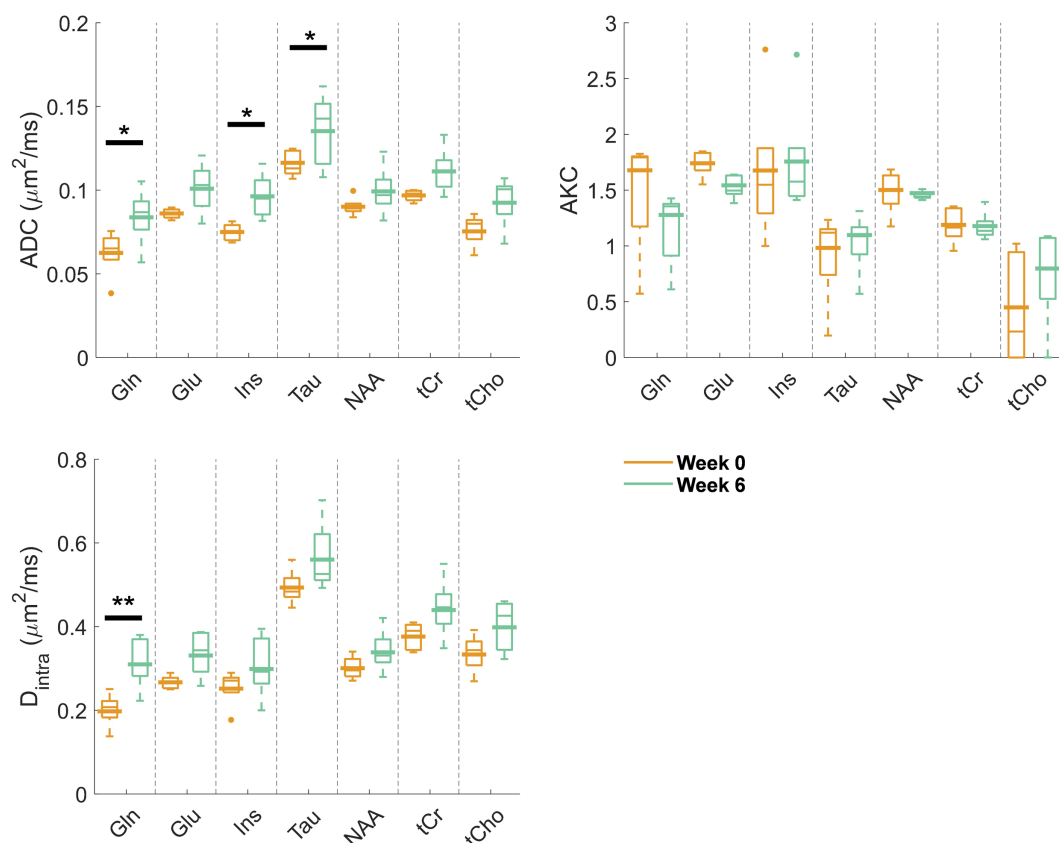 ADC (μm²/ms)
0.2
0.15
0.1
0.05
0
*
*
*
Gln
Glu
Ins
Tau
NAA
tCr
tCho
AKC
3
2.5
2
1.5
1
0.5
0
Gln
Glu
Ins
Tau
NAA
tCr
tCho
D_intra (μm²/ms)
0.8
0.6
0.4
0.2
0
**
Gln
Glu
Ins
Tau
NAA
tCr
tCho
Week 0
Week 6